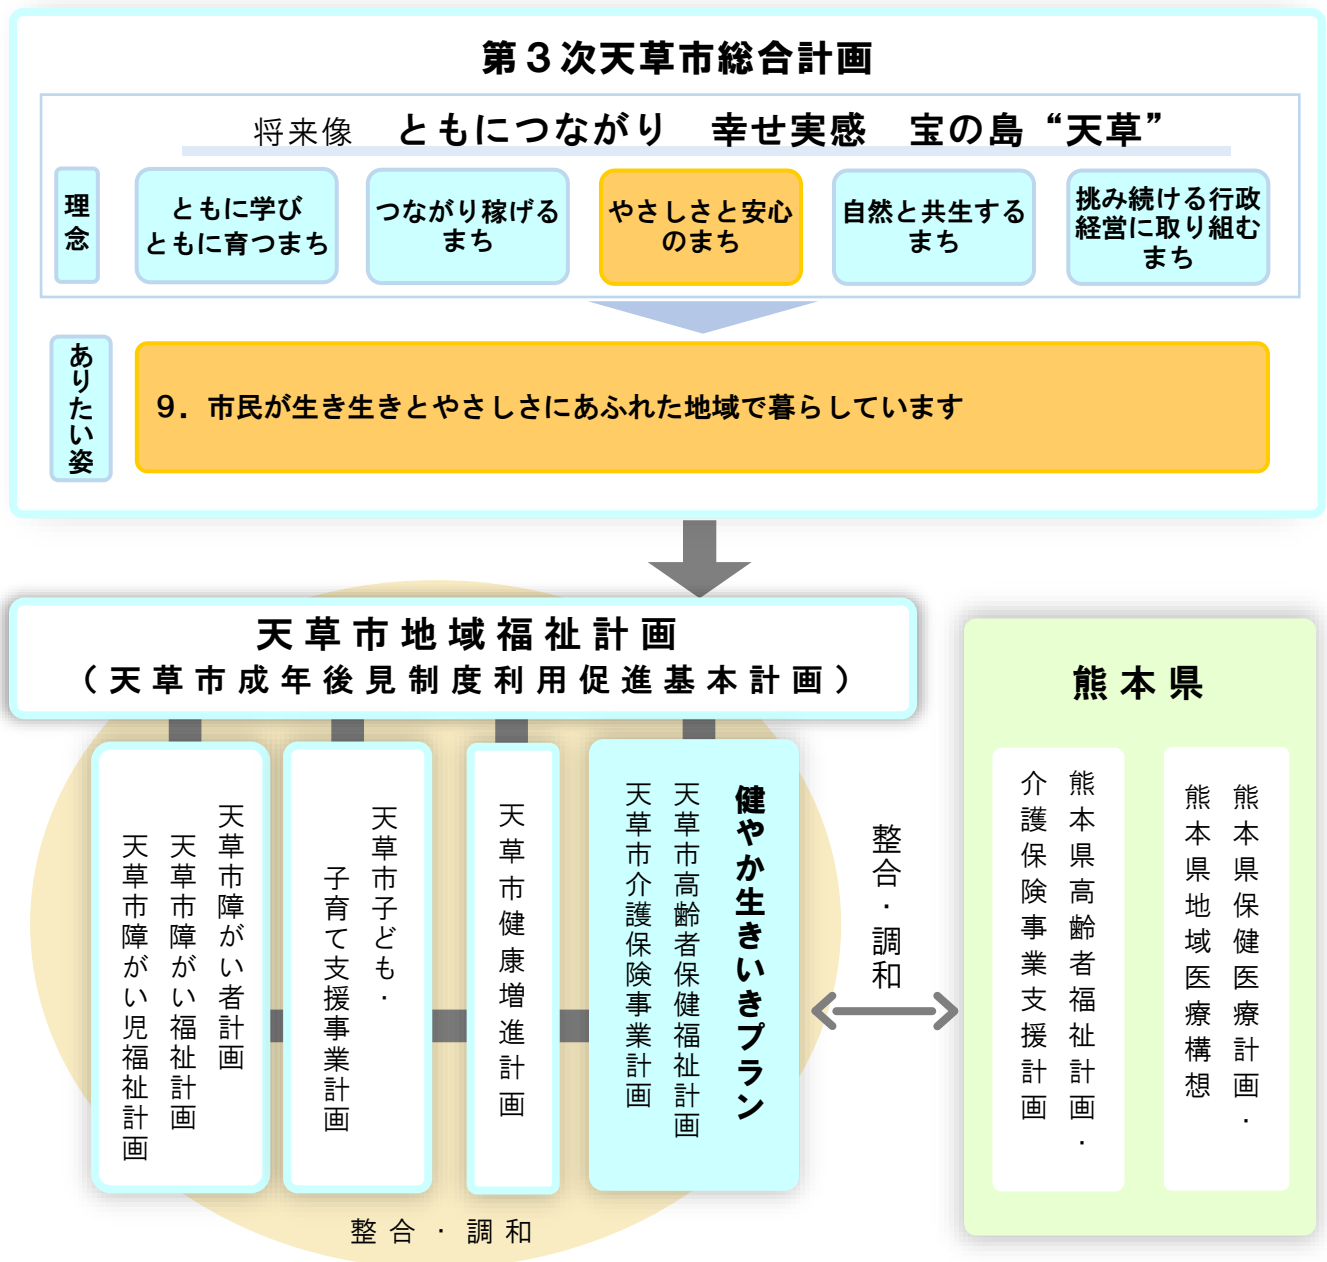 第３次天草市総合計画
将来像　ともにつながり　幸せ実感　宝の島“天草”
理念
ともに学び
ともに育つまち
つながり稼げる
まち
やさしさと安心
のまち
自然と共生する
まち
挑み続ける行政
経営に取り組む
まち
ありたい姿
９．市民が生き生きとやさしさにあふれた地域で暮らしています
天草市地域福祉計画
（天草市成年後見制度利用促進基本計画）
天草市障がい者計画
天草市障がい福祉計画
天草市障がい児福祉計画
天草市子ども・
子育て支援事業計画
天草市健康増進計画
健やか生きいきプラン
天草市高齢者保健福祉計画
天草市介護保険事業計画
整合・調和
整合・調和
熊本県
熊本県高齢者福祉計画・
介護保険事業支援計画
熊本県保健医療計画・
熊本県地域医療構想